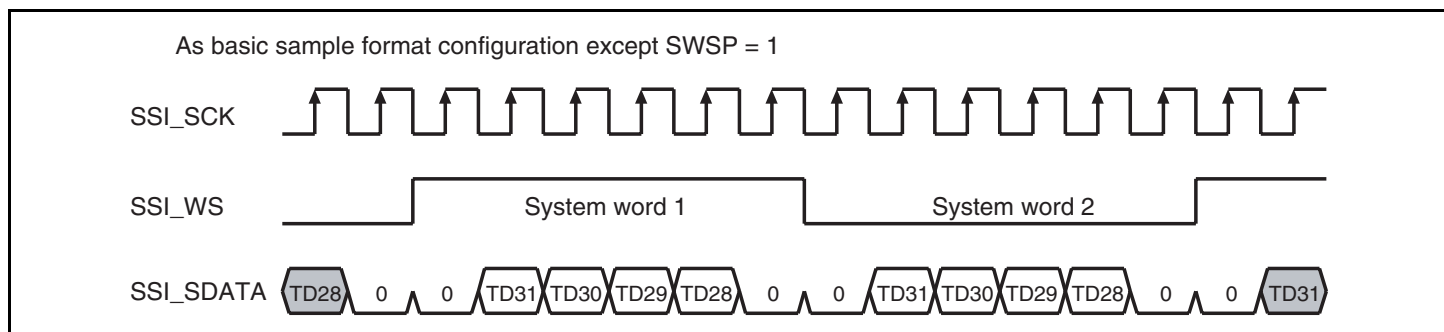 As basic sample format configuration except SWSP = 1
SSI_SCK
SSI_WS System word 1 System word 2
SSI_SDATA TD28 0 0 TD31 TD30 TD29 TD28 0 0 TD31 TD30 TD29 TD28 0 0 TD31